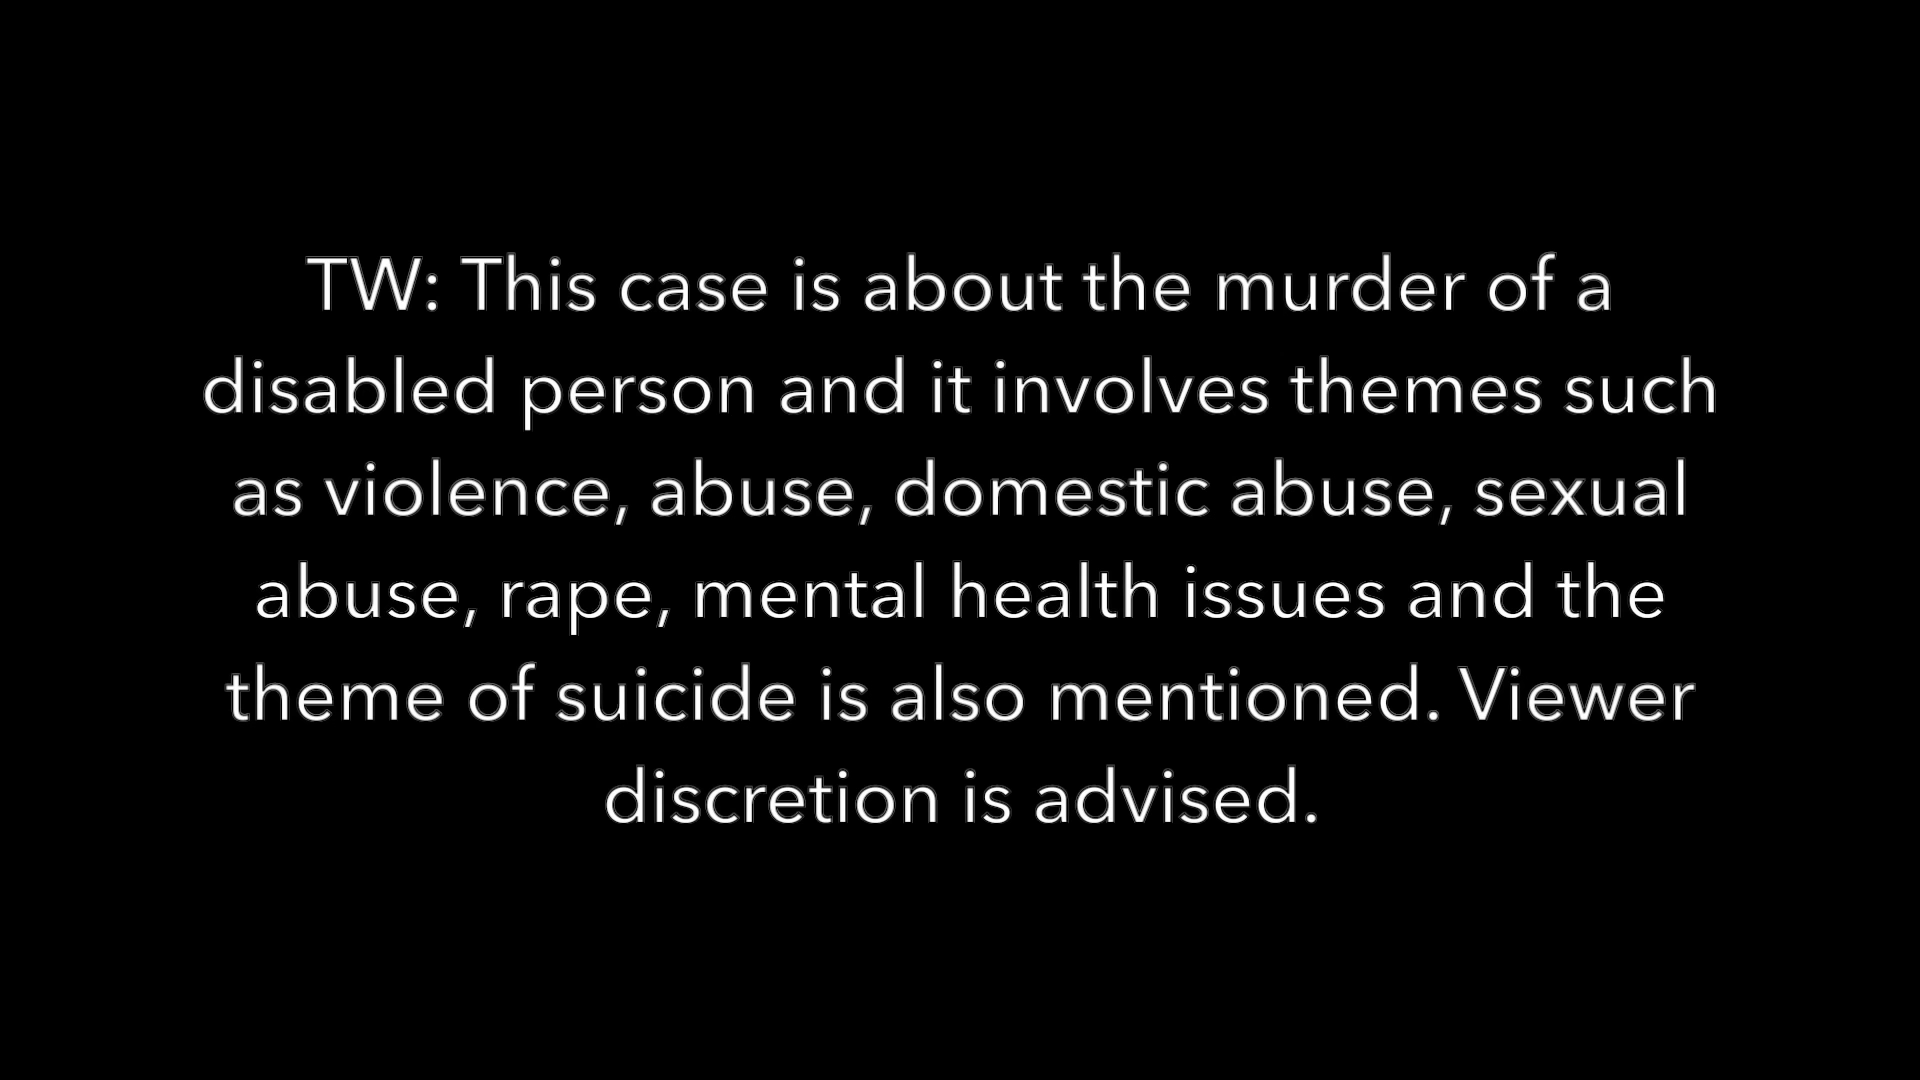 TW: This case is about the murder of a
disabled person and it involves themes such
as violence, abuse, domestic abuse, sexual
abuse, rape, mental health issues and the
theme of suicide is also mentioned. Viewer
discretion is advised.